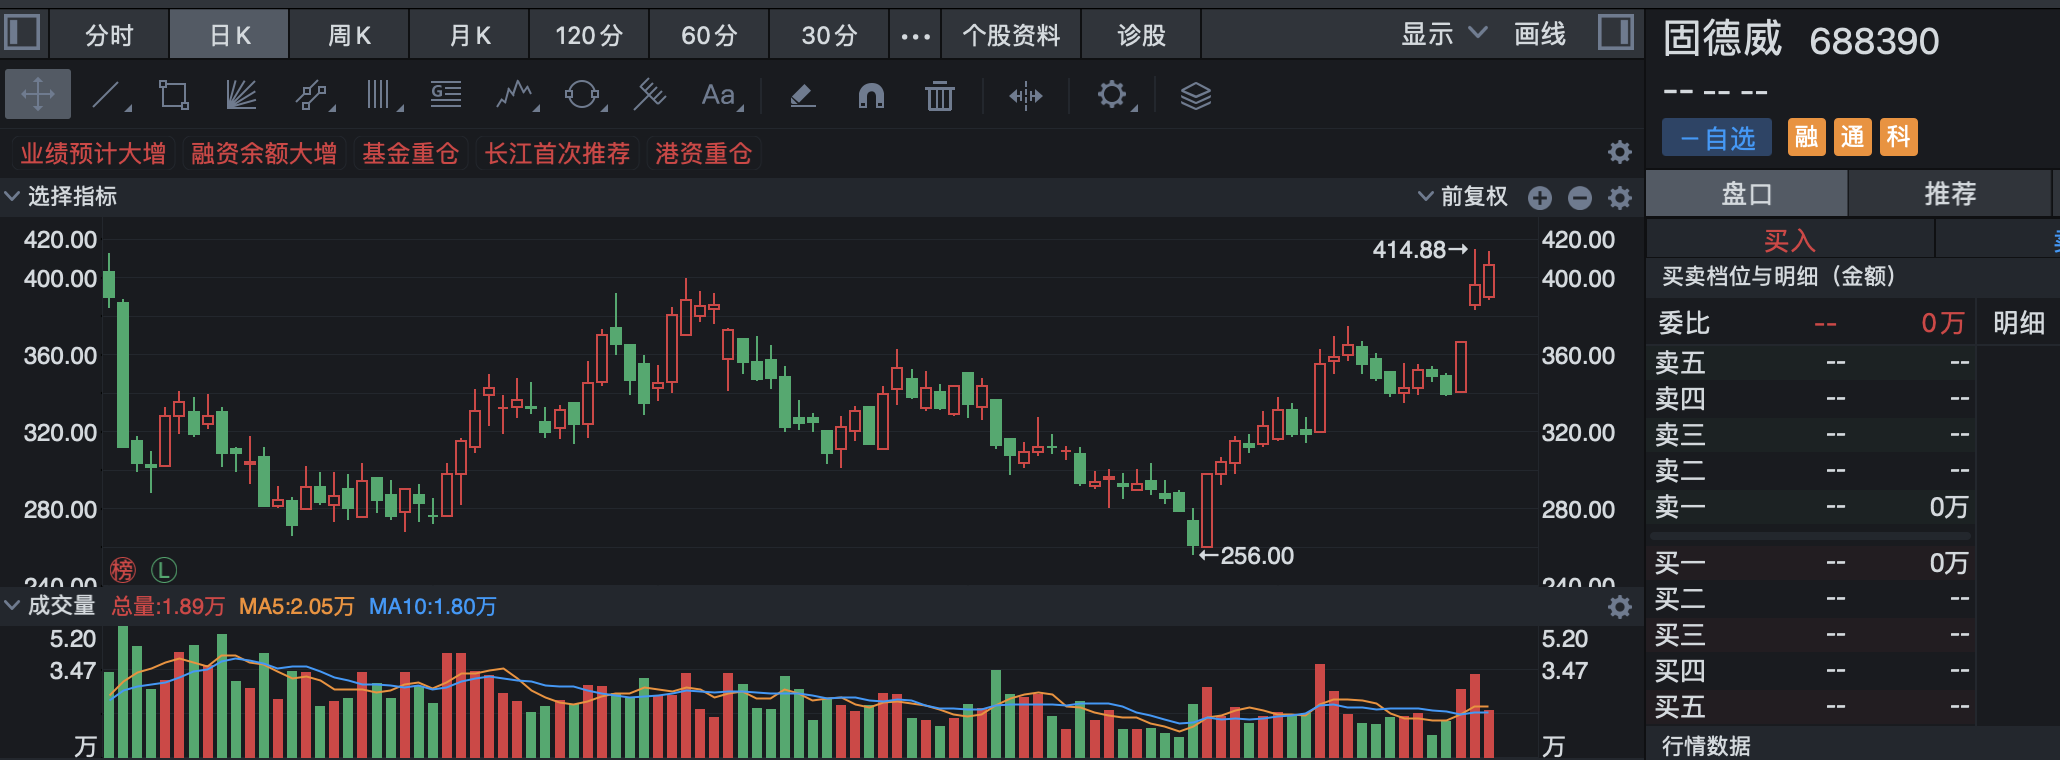 分时 日K 周K 月K 120分 60分 30分 ... 个股资料 诊股 显示 画线
固德威 688390
-- -- --
G Aa
－自选 融 通 科
业绩预计大增 融资余额大增 基金重仓 长江首次推荐 港资重仓
选择指标 前复权
盘口 推荐
买入
420.00 414.88→ 420.00
400.00 400.00
360.00 360.00
320.00 320.00
280.00 280.00
←256.00
榜 L
240.00 240.00
成交量 总量:1.89万 MA5:2.05万 MA10:1.80万
5.20 5.20
3.47 3.47
万 万
买卖档位与明细（金额）
委比 -- 0万 明细
卖五 -- --
卖四 -- --
卖三 -- --
卖二 -- --
卖一 -- 0万
买一 -- 0万
买二 -- --
买三 -- --
买四 -- --
买五 -- --
行情数据